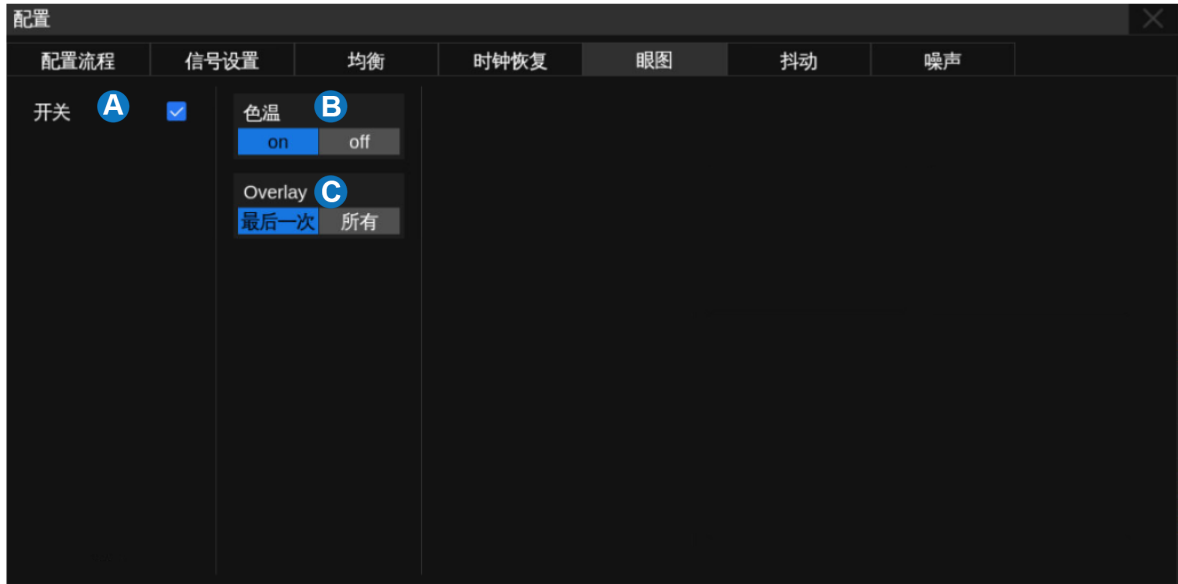 配置
配置流程 信号设置 均衡 时钟恢复 眼图 抖动 噪声
开关 A
色温 B
on off
Overlay C
最后一次 所有